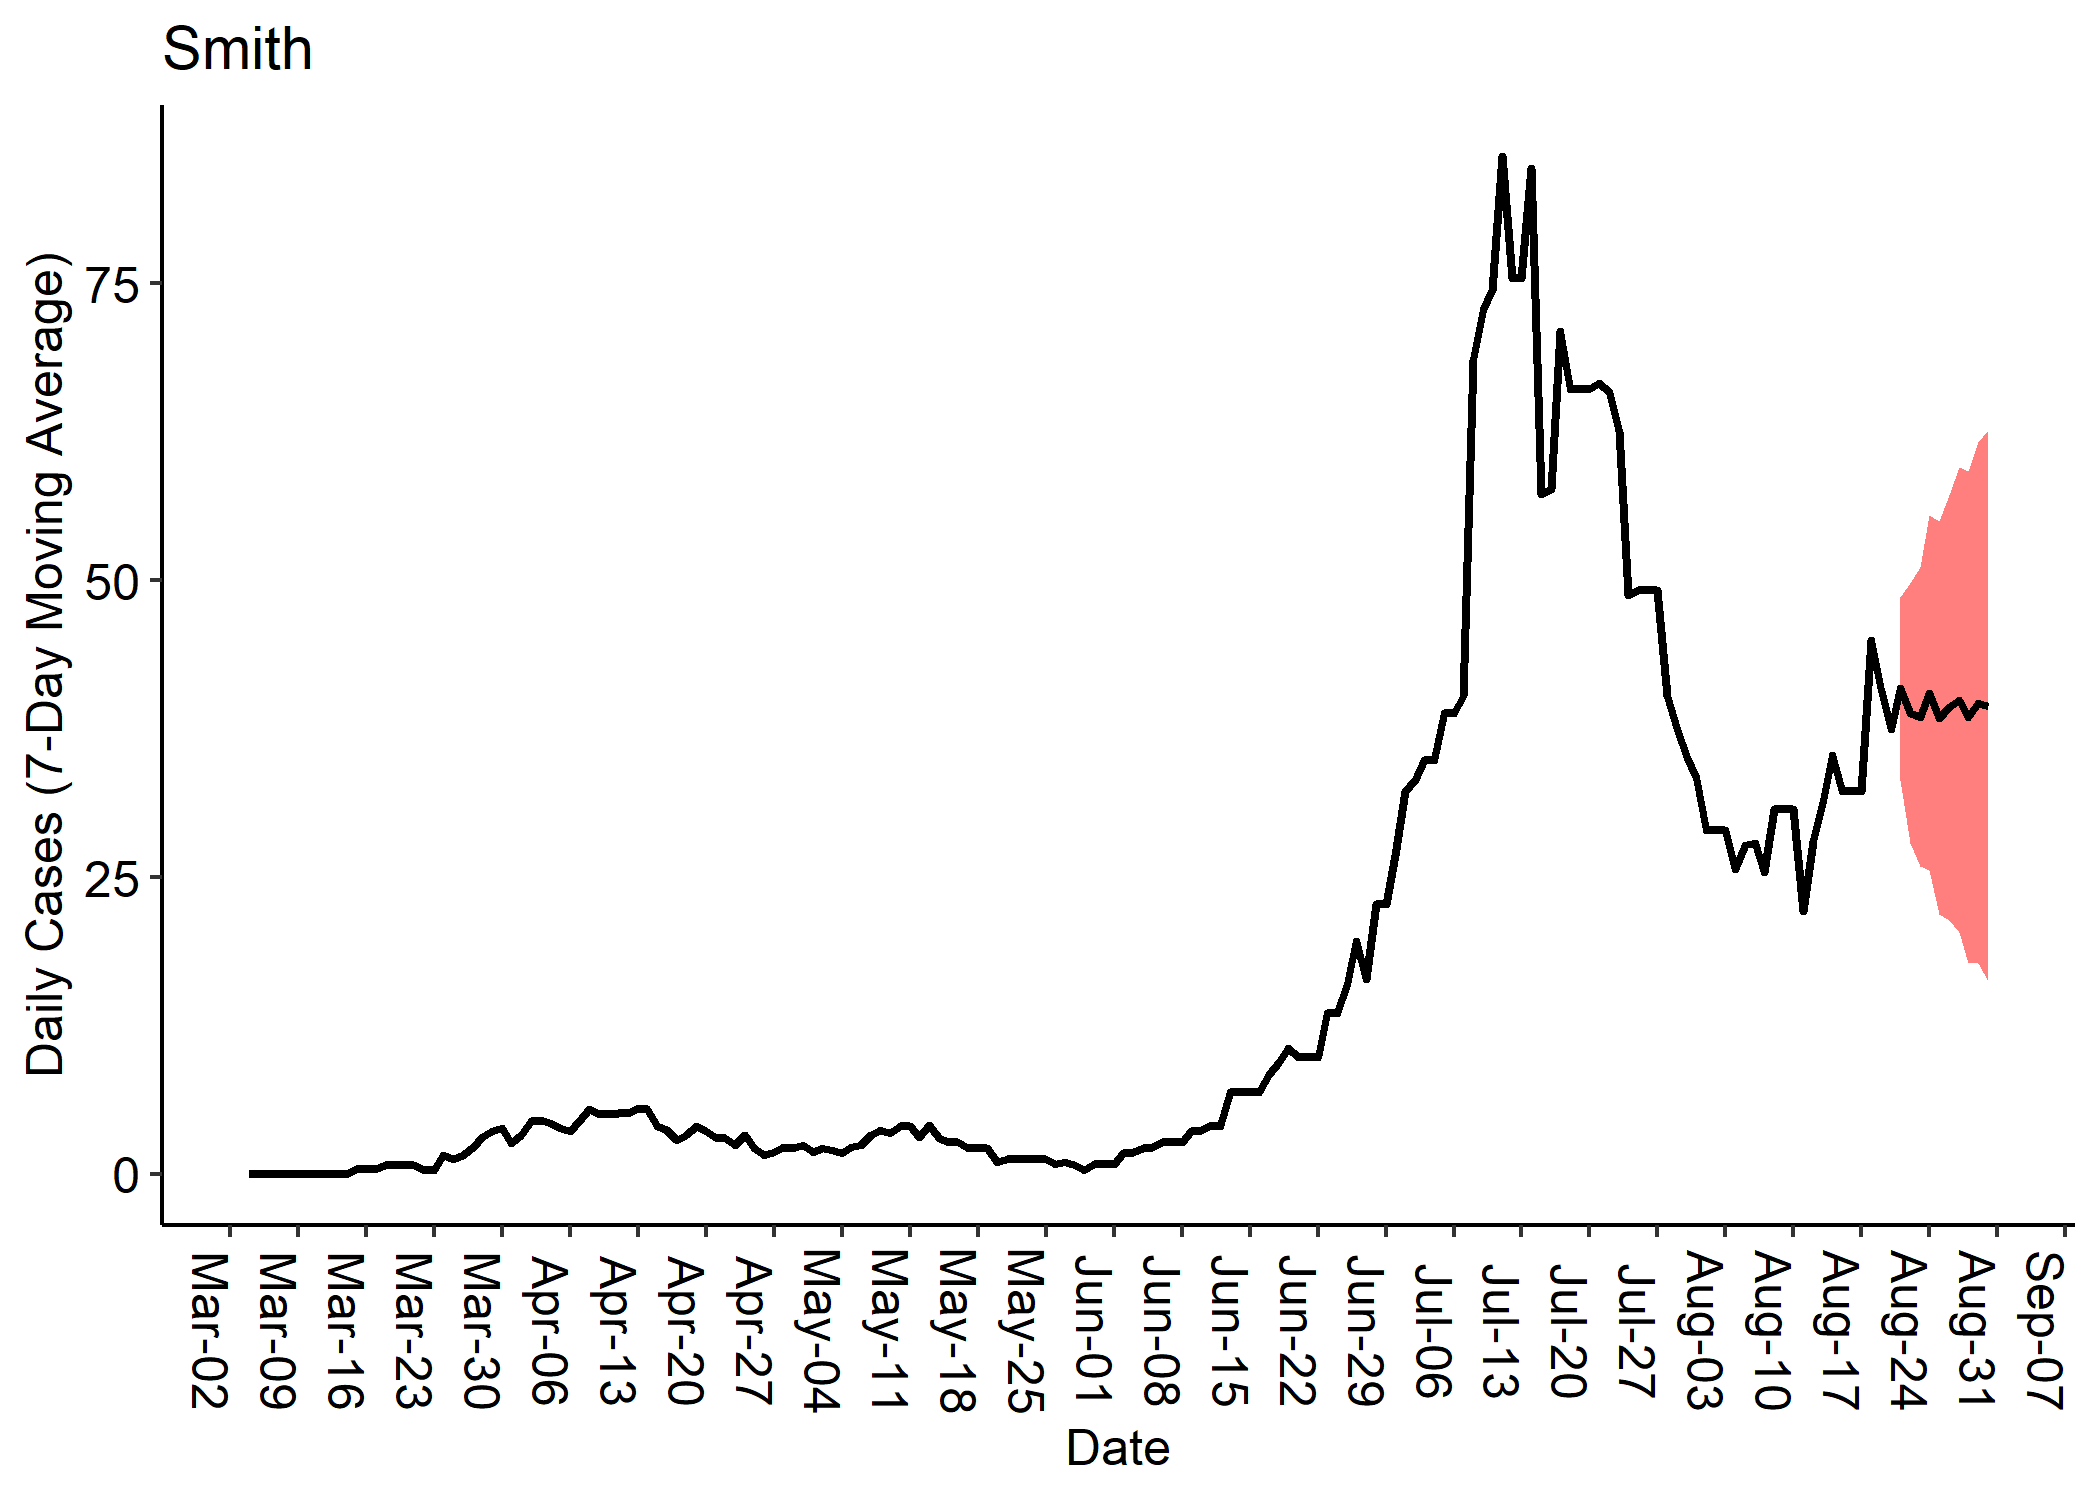 Smith
Daily Cases (7-Day Moving Average)
75
50
25
0
Mar-02
Mar-09
Mar-16
Mar-23
Mar-30
Apr-06
Apr-13
Apr-20
Apr-27
May-04
May-11
May-18
May-25
Jun-01
Jun-08
Jun-15
Jun-22
Jun-29
Jul-06
Jul-13
Jul-20
Jul-27
Aug-03
Aug-10
Aug-17
Aug-24
Aug-31
Sep-07
Date